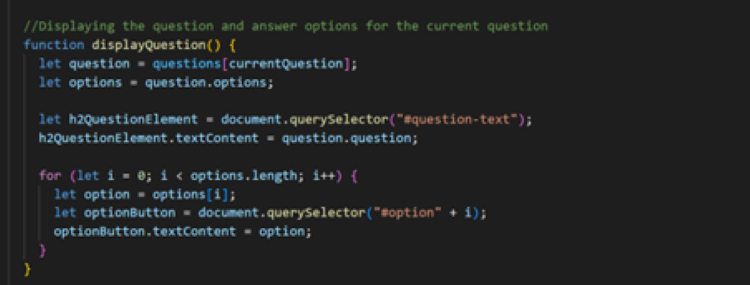 //Displaying the question and answer options for the current question
function displayQuestion() {
let question = questions[currentQuestion];
let options = question.options;
let h2QuestionElement = document.querySelector("#question-text");
h2QuestionElement.textContent = question.question;
for (let i = 0; i < options.length; i++) {
let option = options[i];
let optionButton = document.querySelector("#option" + i);
optionButton.textContent = option;
}
}